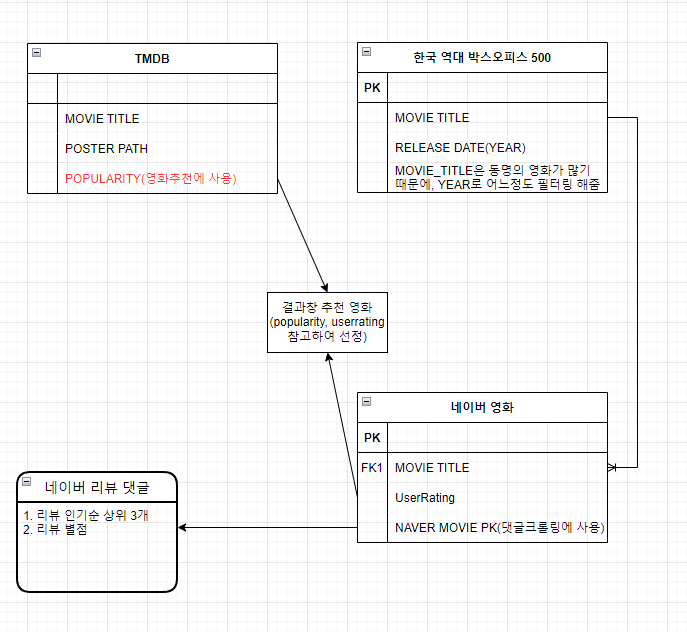 TMDB
MOVIE TITLE
POSTER PATH
POPULARITY(영화추천에 사용)
한국 역대 박스오피스 500
PK
MOVIE TITLE
RELEASE DATE(YEAR)
MOVIE_TITLE은 동명의 영화가 많기
때문에, YEAR로 어느정도 필터링 해줌
결과창 추천 영화
(popularity, userrating
참고하여 선정)
네이버 영화
PK
FK1 MOVIE TITLE
UserRating
NAVER MOVIE PK(댓글크롤링에 사용)
네이버 리뷰 댓글
1. 리뷰 인기순 상위 3개
2. 리뷰 별점